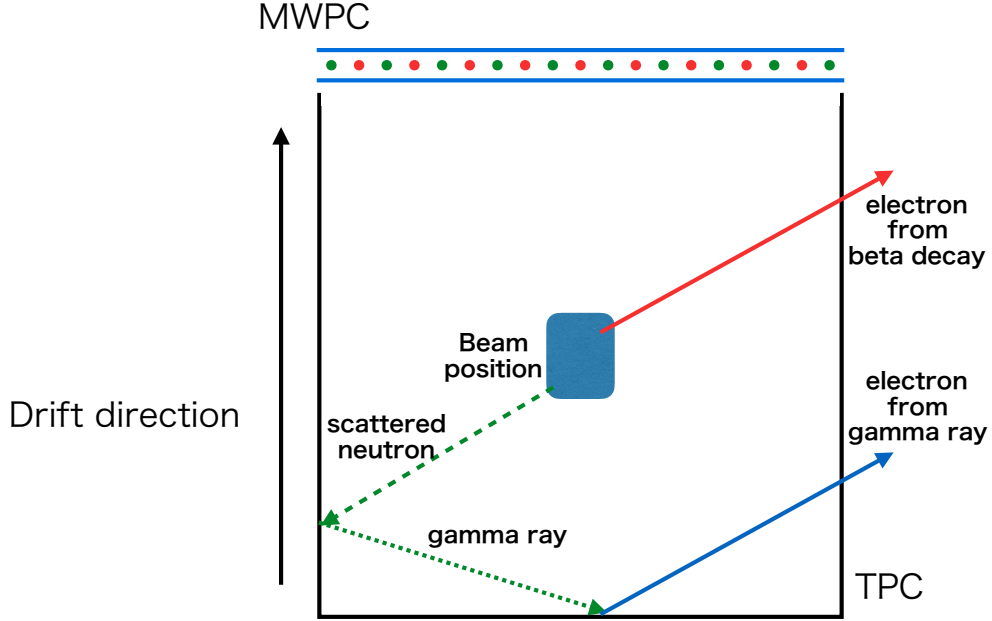 MWPC
electron
from
beta decay
Beam
position
electron
from
gamma ray
Drift direction
scattered
neutron
gamma ray
TPC